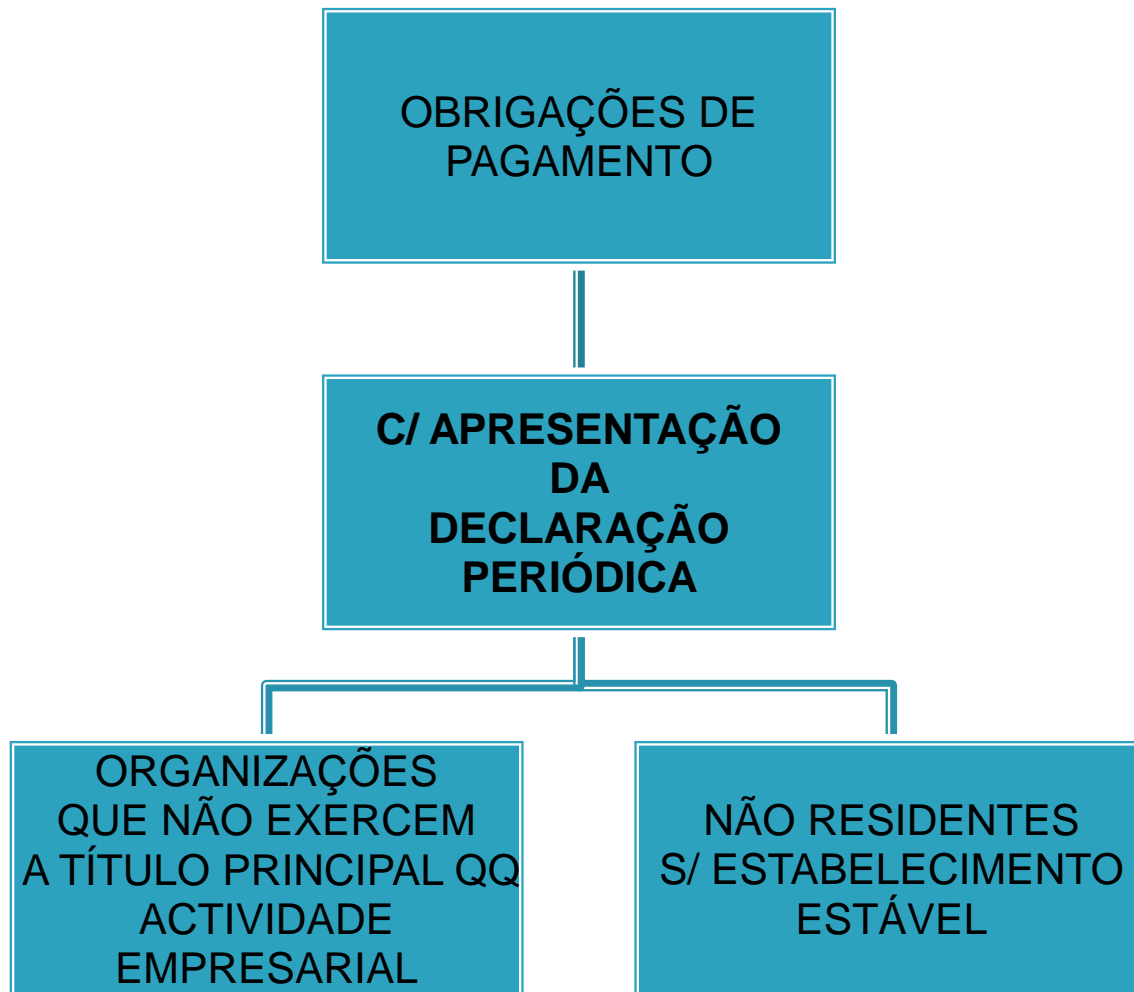 OBRIGAÇÕES DE
PAGAMENTO
C/ APRESENTAÇÃO
DA
DECLARAÇÃO
PERIÓDICA
ORGANIZAÇÕES
QUE NÃO EXERCEM
A TÍTULO PRINCIPAL QQ
ACTIVIDADE
EMPRESARIAL
NÃO RESIDENTES
S/ ESTABELECIMENTO
ESTÁVEL